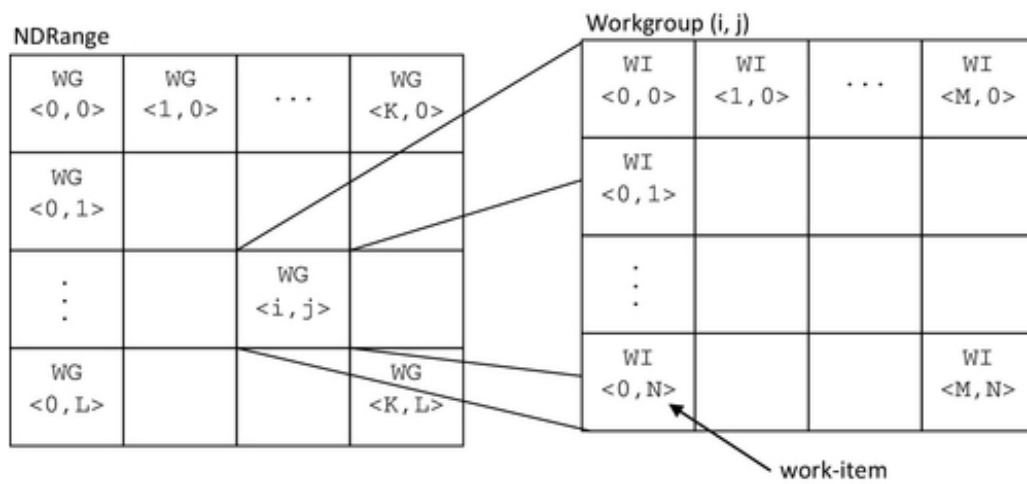 NDRange
WG WG ... WG
<0,0> <1,0> <K,0>
WG
<0,1>
WG
<i,j>
WG WG
<0,L> <K,L>
Workgroup (i, j)
WI WI ... WI
<0,0> <1,0> <M,0>
WI
<0,1>
WI WI
<0,N> <M,N>
work-item